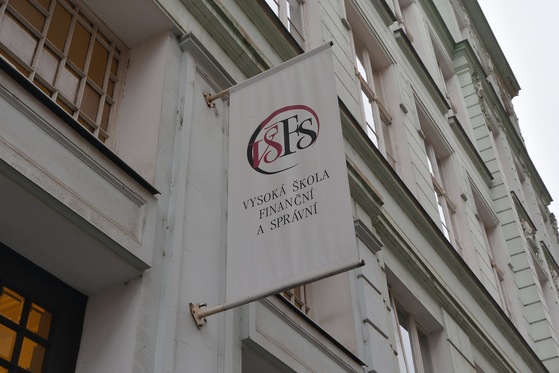 VŠFS
VYSOKÁ ŠKOLA
FINANČNÍ
A SPRÁVNÍ